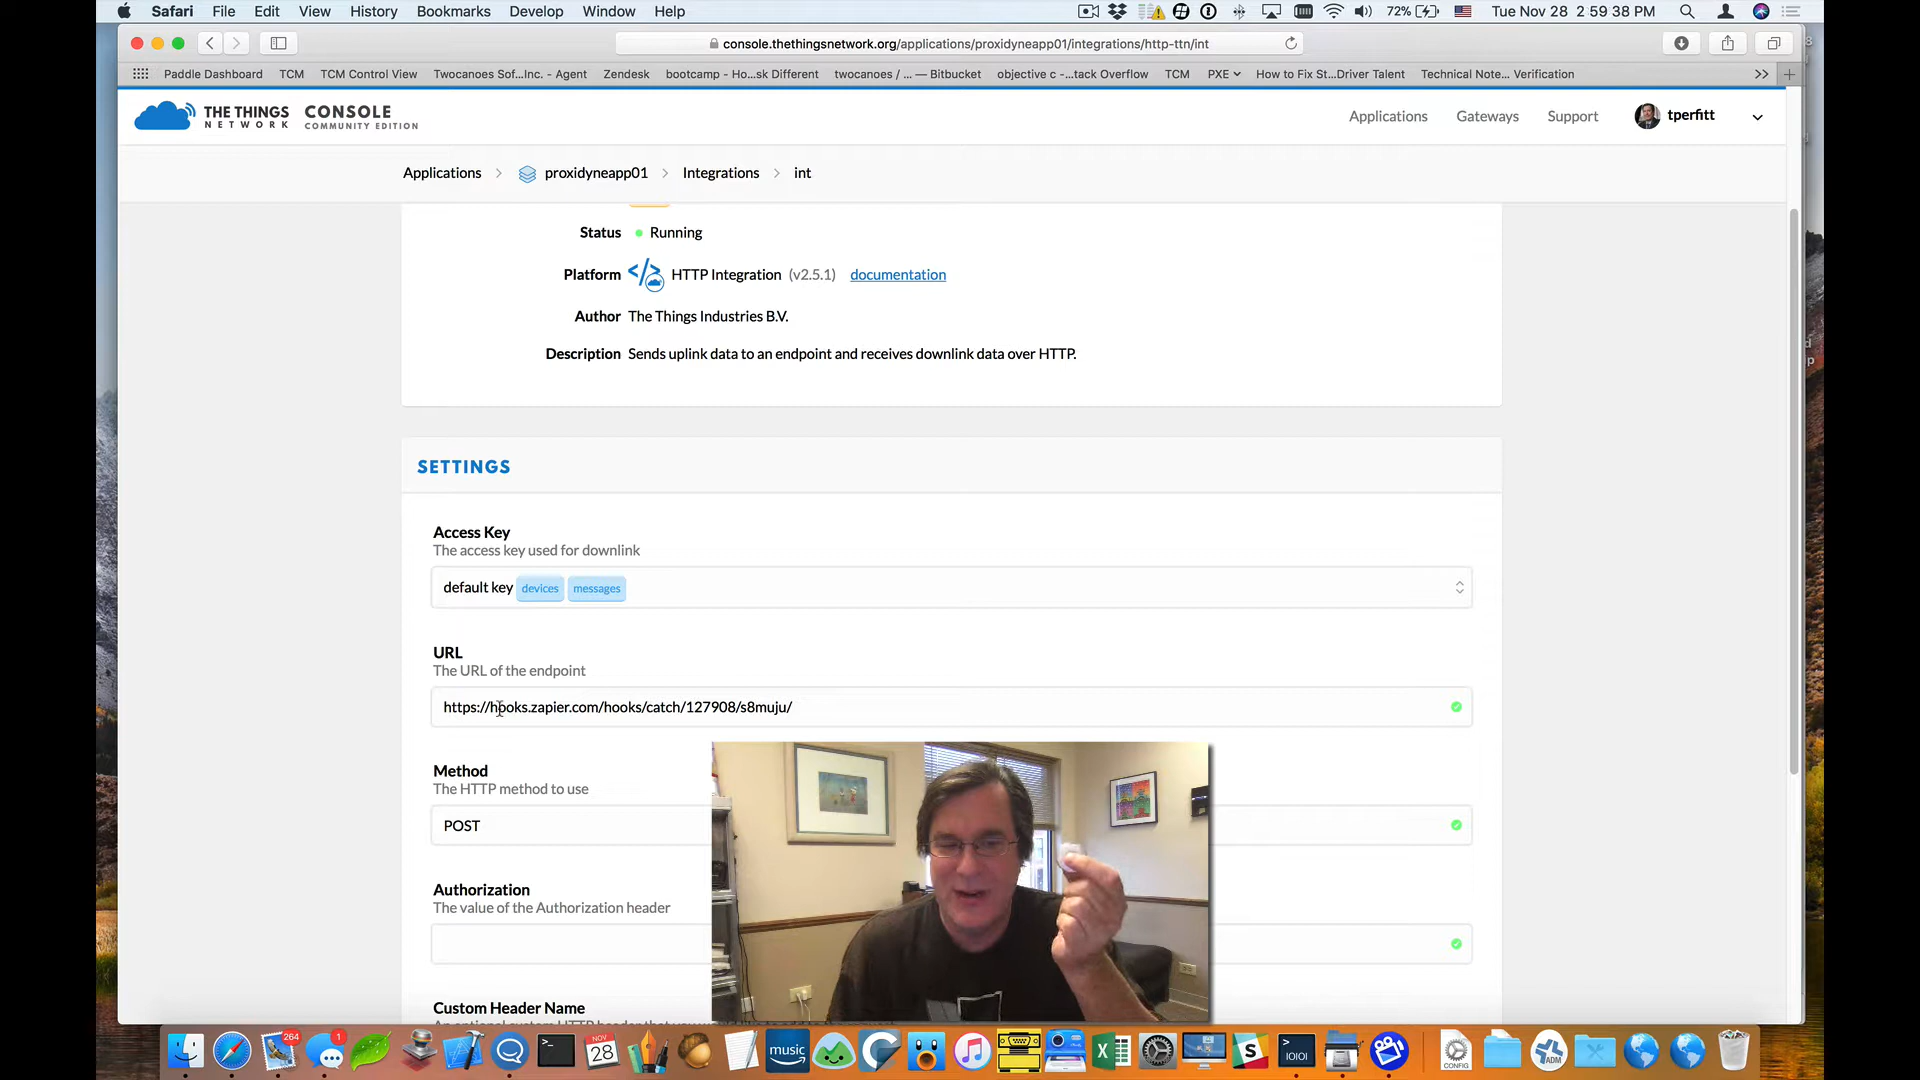 Safari File Edit View History Bookmarks Develop Window Help 72% Tue Nov 28 2:59:38 PM
console.thethingsnetwork.org/applications/proxidyneapp01/integrations/http-ttn/int
Paddle Dashboard TCM TCM Control View Twocanoes Sof...Inc. - Agent Zendesk bootcamp - Ho...sk Different twocanoes / ... — Bitbucket objective c -...tack Overflow TCM PXE How to Fix St...Driver Talent Technical Note... Verification
THE THINGS NETWORK CONSOLE COMMUNITY EDITION
Applications Gateways Support tperfitt
Applications proxidyneapp01 Integrations int
Status Running
Platform HTTP Integration (v2.5.1) documentation
Author The Things Industries B.V.
Description Sends uplink data to an endpoint and receives downlink data over HTTP.
SETTINGS
Access Key
The access key used for downlink
default key devices messages
URL
The URL of the endpoint
https://hooks.zapier.com/hooks/catch/127908/s8muju/
Method
The HTTP method to use
POST
Authorization
The value of the Authorization header
Custom Header Name
264 1 NOV 28 music IOIOI CONFIG ADM